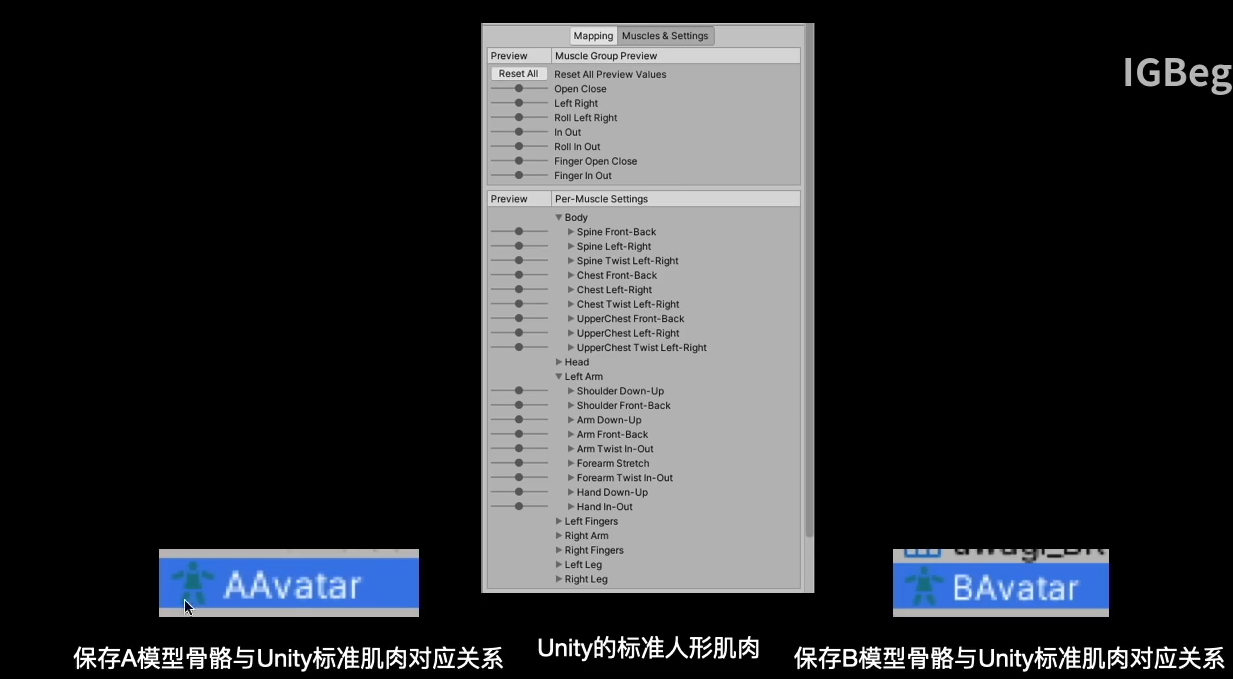 Mapping
Muscles & Settings
IGBeg
Preview
Muscle Group Preview
Reset All
Reset All Preview Values
Open Close
Left Right
Roll Left Right
In Out
Roll In Out
Finger Open Close
Finger In Out
Preview
Per-Muscle Settings
Body
Spine Front-Back
Spine Left-Right
Spine Twist Left-Right
Chest Front-Back
Chest Left-Right
Chest Twist Left-Right
UpperChest Front-Back
UpperChest Left-Right
UpperChest Twist Left-Right
Head
Left Arm
Shoulder Down-Up
Shoulder Front-Back
Arm Down-Up
Arm Front-Back
Arm Twist In-Out
Forearm Stretch
Forearm Twist In-Out
Hand Down-Up
Hand In-Out
Left Fingers
Right Arm
Right Fingers
Left Leg
Right Leg
AAvatar
BAvatar
保存A模型骨骼与Unity标准肌肉对应关系
Unity的标准人形肌肉
保存B模型骨骼与Unity标准肌肉对应关系